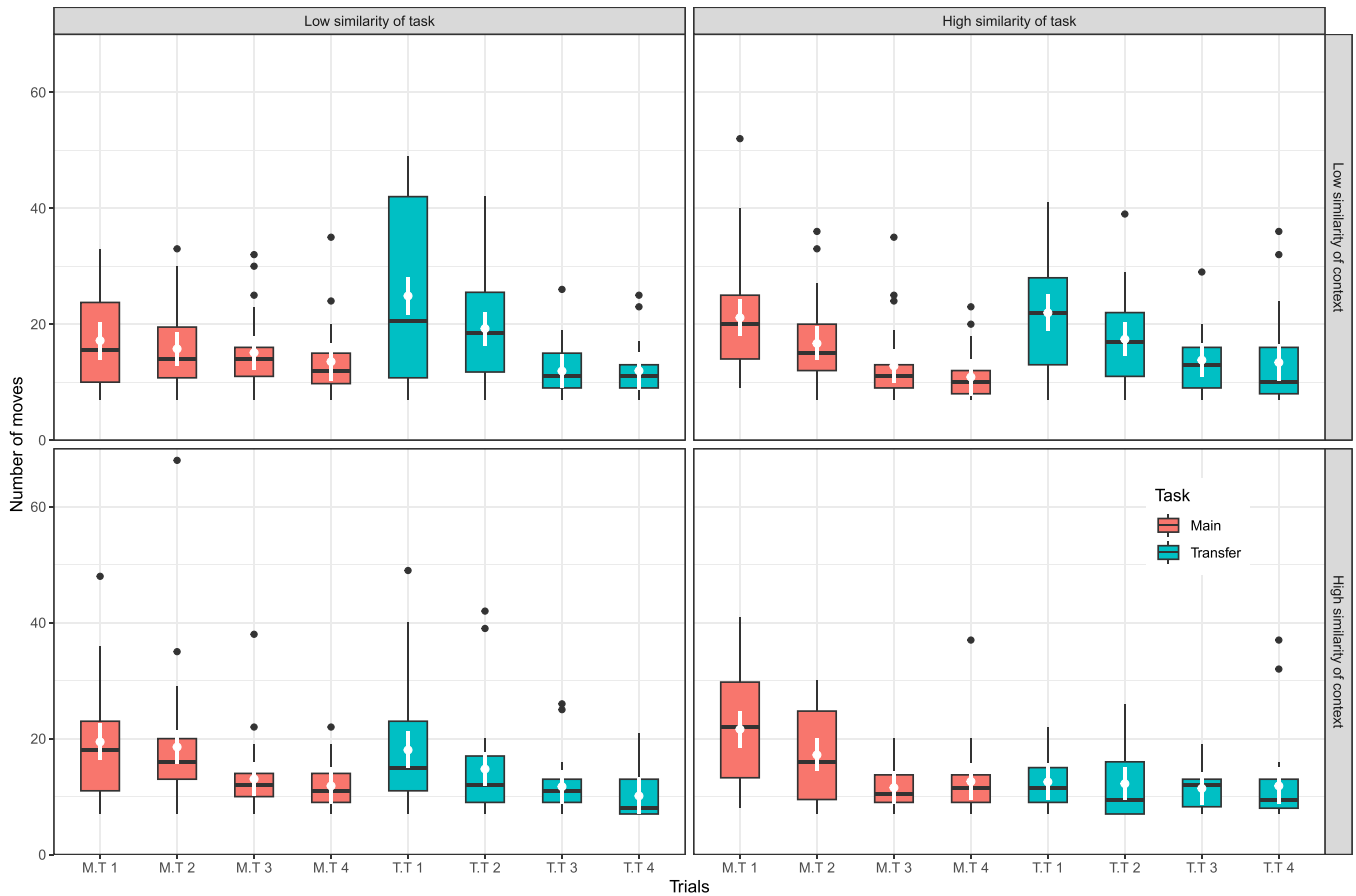 Low similarity of task
High similarity of task
Low similarity of context
60
40
20
0
Number of moves
High similarity of context
60
40
20
0
Task
Main
Transfer
M.T 1 M.T 2 M.T 3 M.T 4 T.T 1 T.T 2 T.T 3 T.T 4
M.T 1 M.T 2 M.T 3 M.T 4 T.T 1 T.T 2 T.T 3 T.T 4
Trials